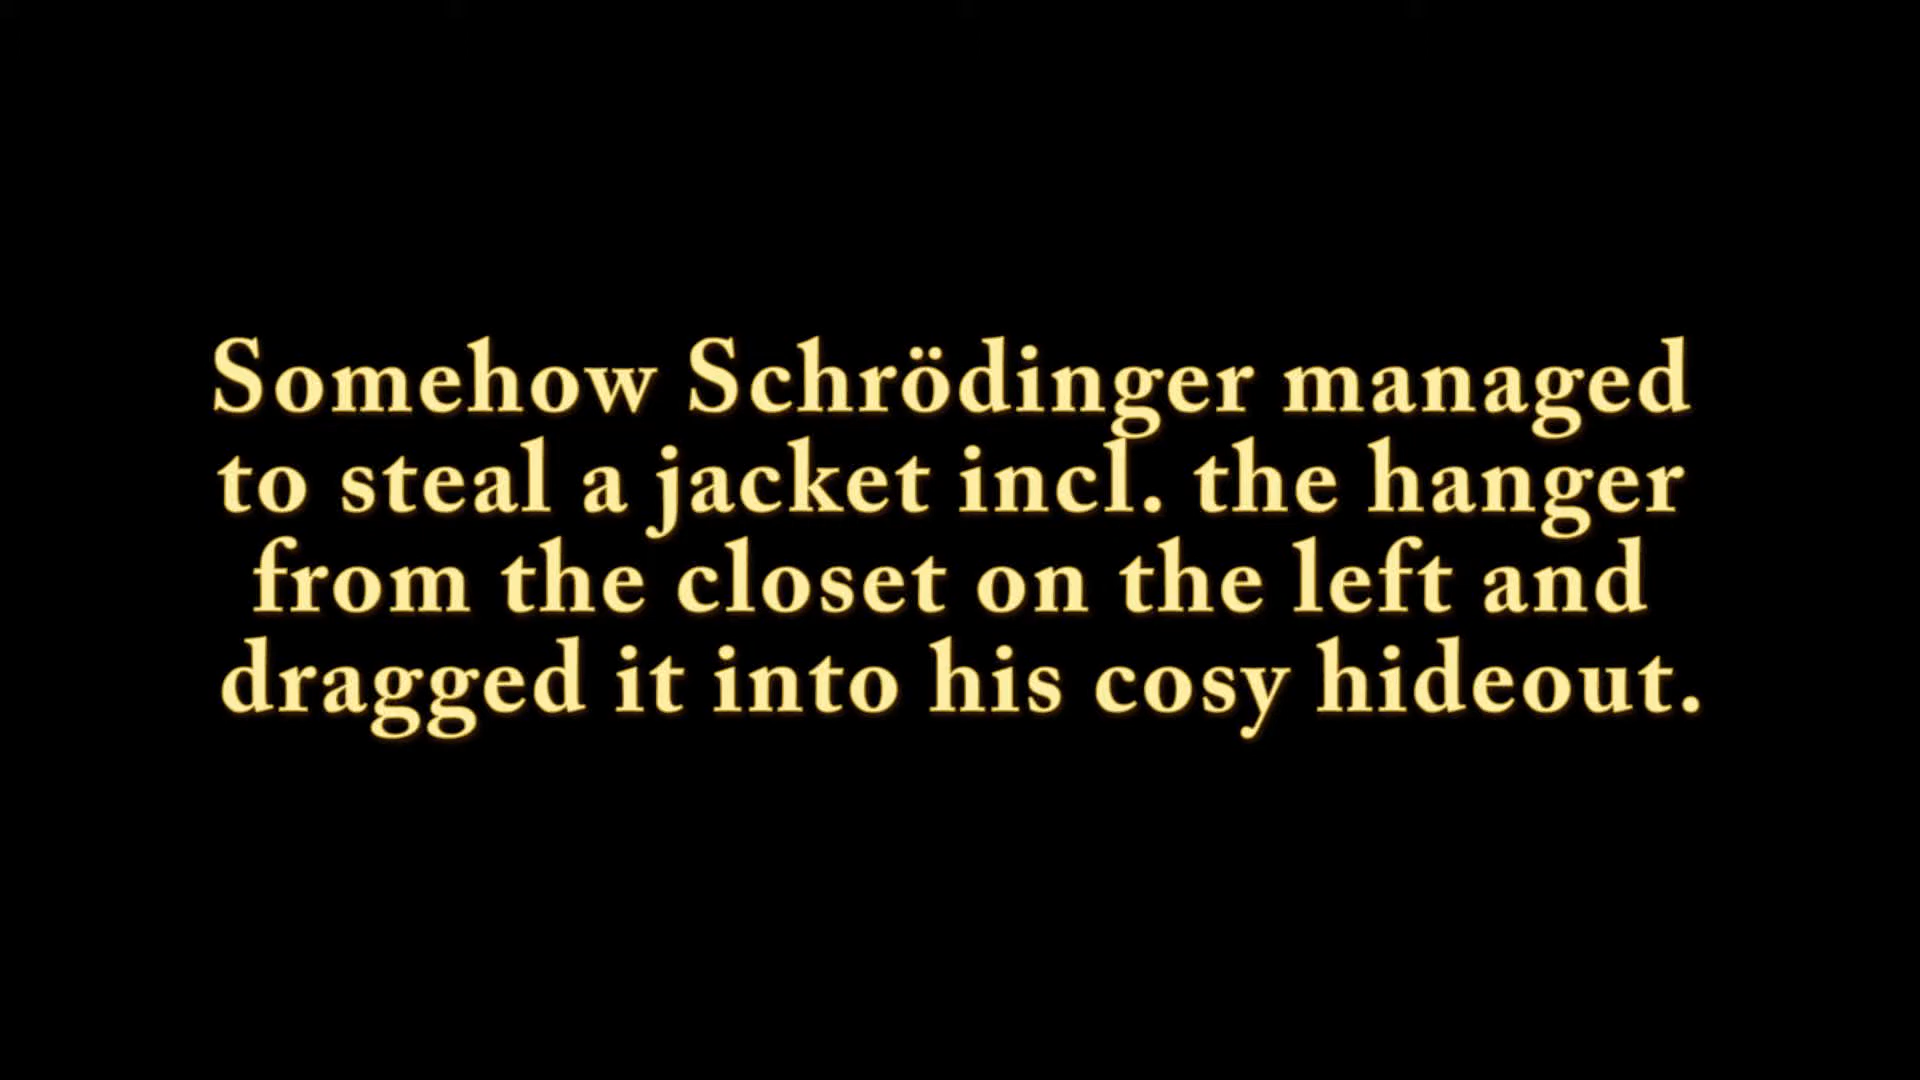 Somehow Schrödinger managed
to steal a jacket incl. the hanger
from the closet on the left and
dragged it into his cosy hideout.